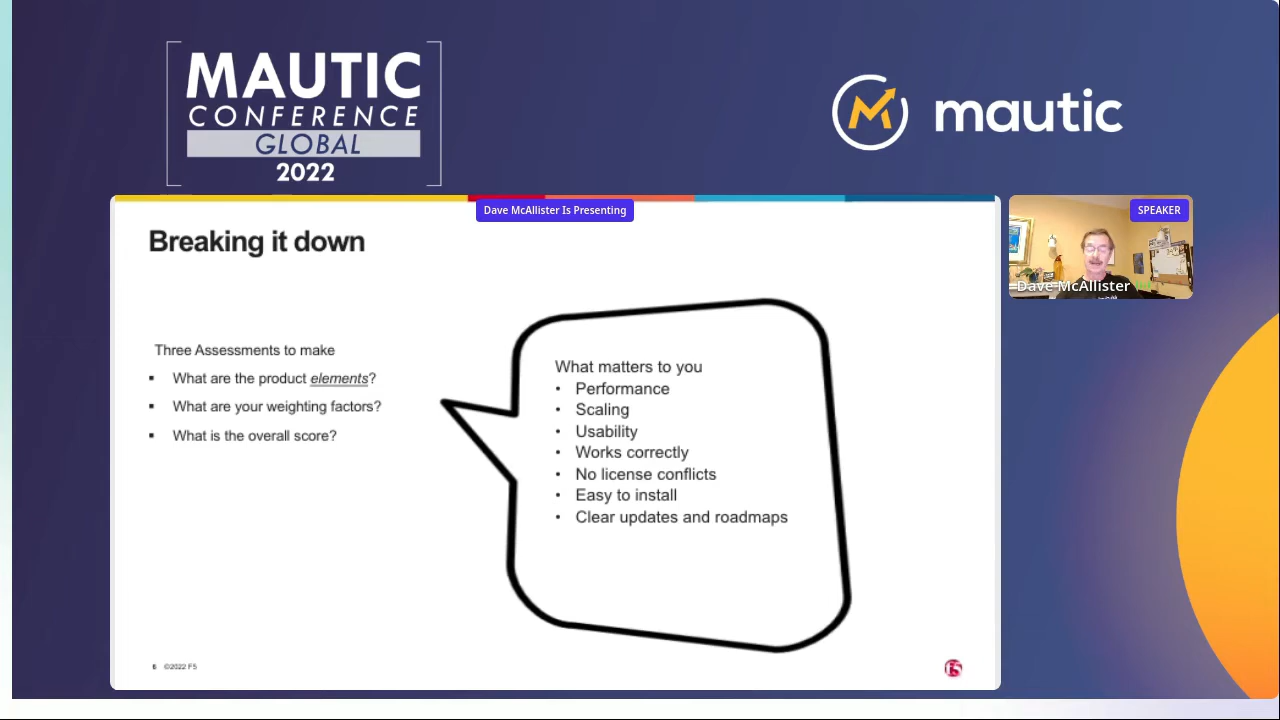 MAUTIC
CONFERENCE
GLOBAL
2022
mautic
Dave McAllister Is Presenting
SPEAKER
Dave McAllister
Breaking it down
Three Assessments to make
▪ What are the product elements?
▪ What are your weighting factors?
▪ What is the overall score?
What matters to you
• Performance
• Scaling
• Usability
• Works correctly
• No license conflicts
• Easy to install
• Clear updates and roadmaps
6 ©2022 F5
f5